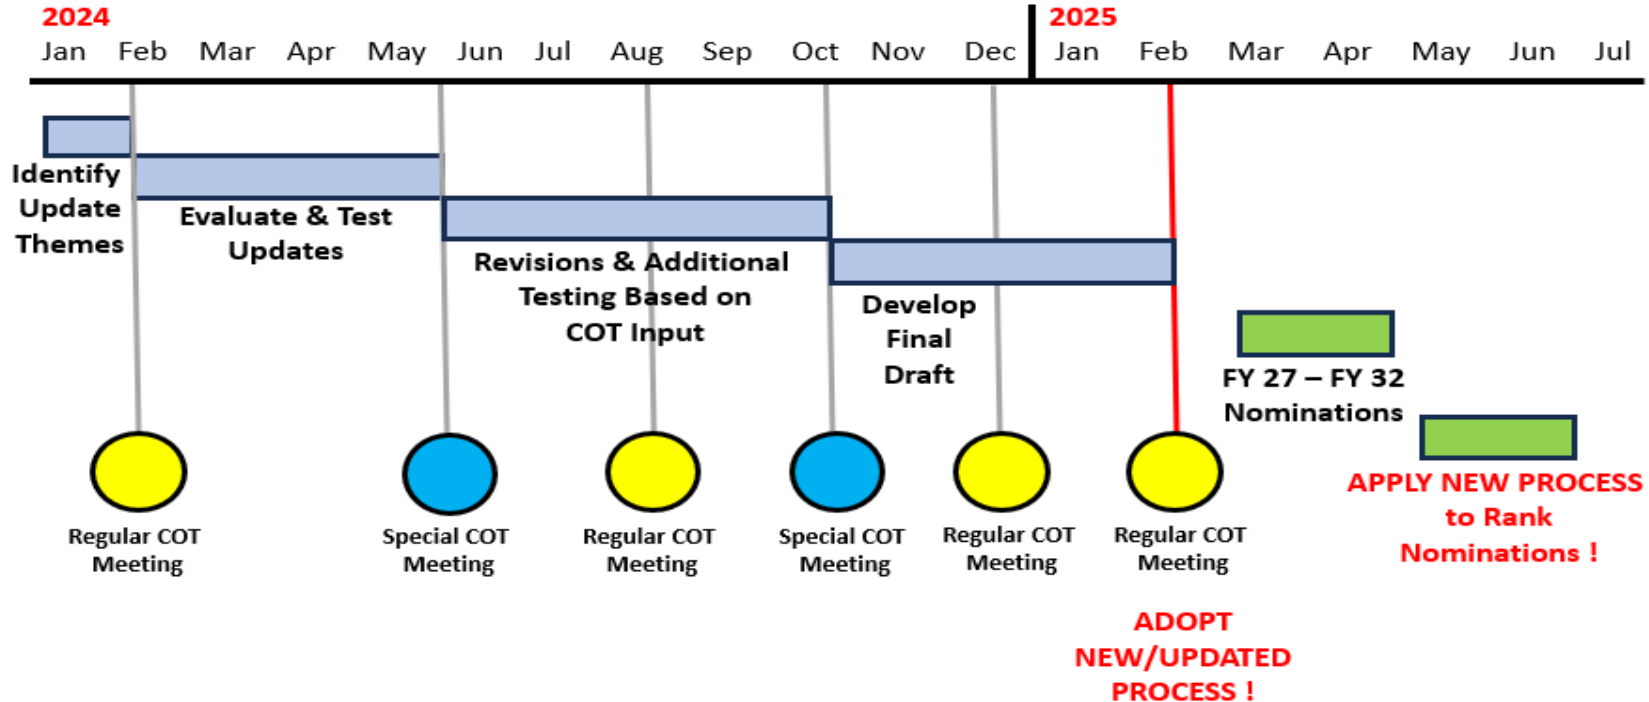 2024 2025
Jan Feb Mar Apr May Jun Jul Aug Sep Oct Nov Dec Jan Feb Mar Apr May Jun Jul
Identify
Update
Themes
Evaluate & Test
Updates
Revisions & Additional
Testing Based on
COT Input
Develop
Final
Draft
FY 27 – FY 32
Nominations
APPLY NEW PROCESS
to Rank
Nominations !
Regular COT
Meeting
Special COT
Meeting
Regular COT
Meeting
Special COT
Meeting
Regular COT
Meeting
Regular COT
Meeting
ADOPT
NEW/UPDATED
PROCESS !